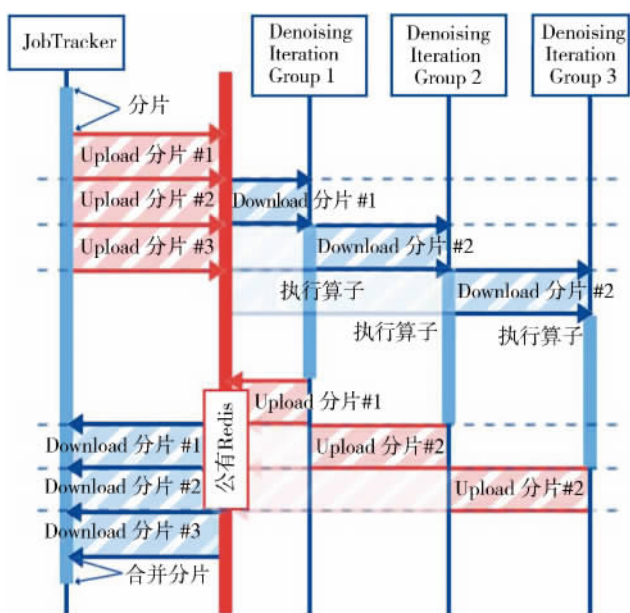 JobTracker
Denoising
Iteration
Group 1
Denoising
Iteration
Group 2
Denoising
Iteration
Group 3
分片
Upload 分片 #1
Upload 分片 #2
Download 分片 #1
Upload 分片 #3
Download 分片 #2
执行算子
Download 分片 #2
执行算子
执行算子
公有Redis
Upload 分片#1
Download 分片 #1
Upload 分片#2
Download 分片 #2
Upload 分片#2
Download 分片 #3
合并分片